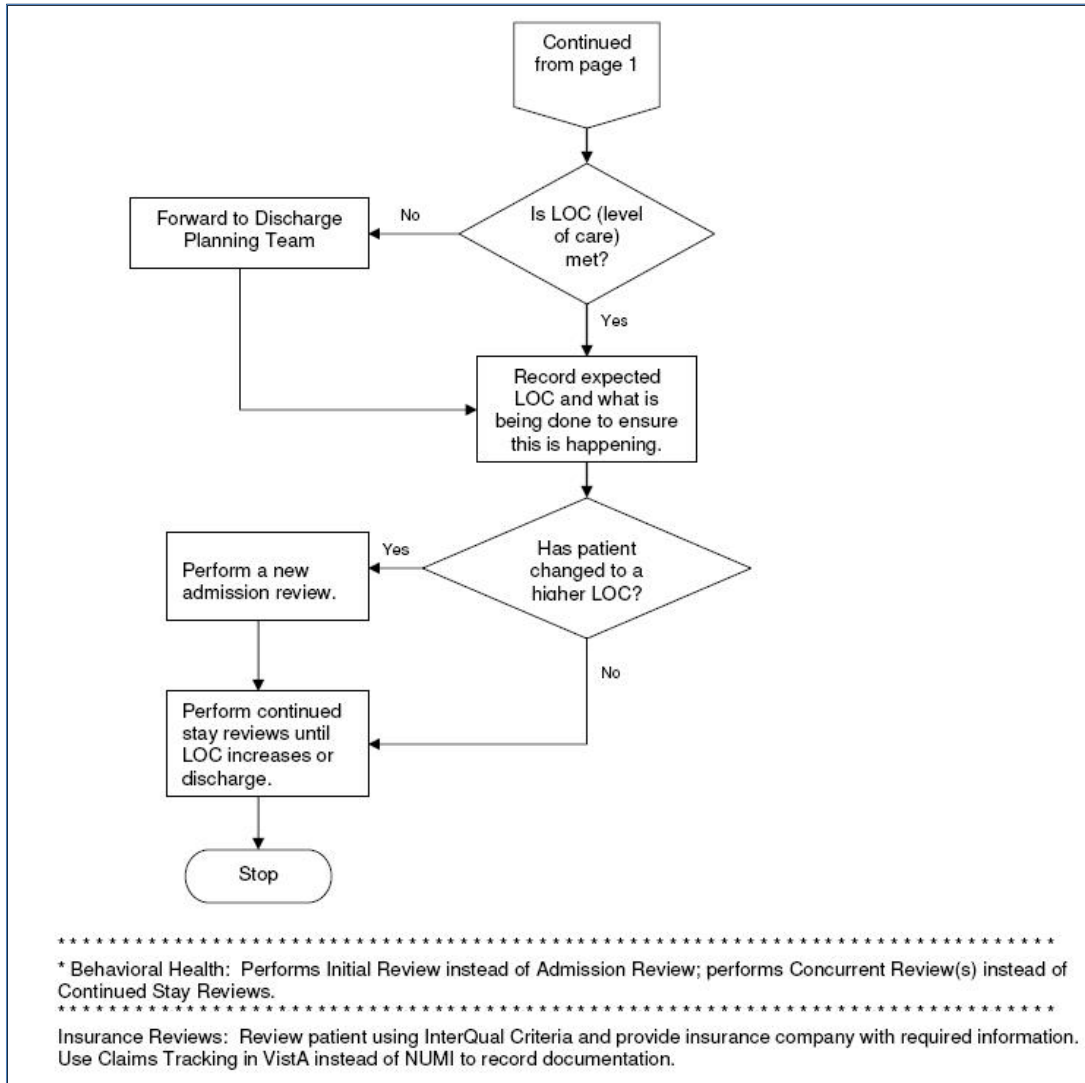 Continued
from page 1
Is LOC (level
of care)
met?
No
Forward to Discharge
Planning Team
Yes
Record expected
LOC and what is
being done to ensure
this is happening.
Has patient
changed to a
higher LOC?
Yes
Perform a new
admission review.
No
Perform continued
stay reviews until
LOC increases or
discharge.
Stop
* Behavioral Health: Performs Initial Review instead of Admission Review; performs Concurrent Review(s) instead of
Continued Stay Reviews.
Insurance Reviews: Review patient using InterQual Criteria and provide insurance company with required information.
Use Claims Tracking in VistA instead of NUMI to record documentation.